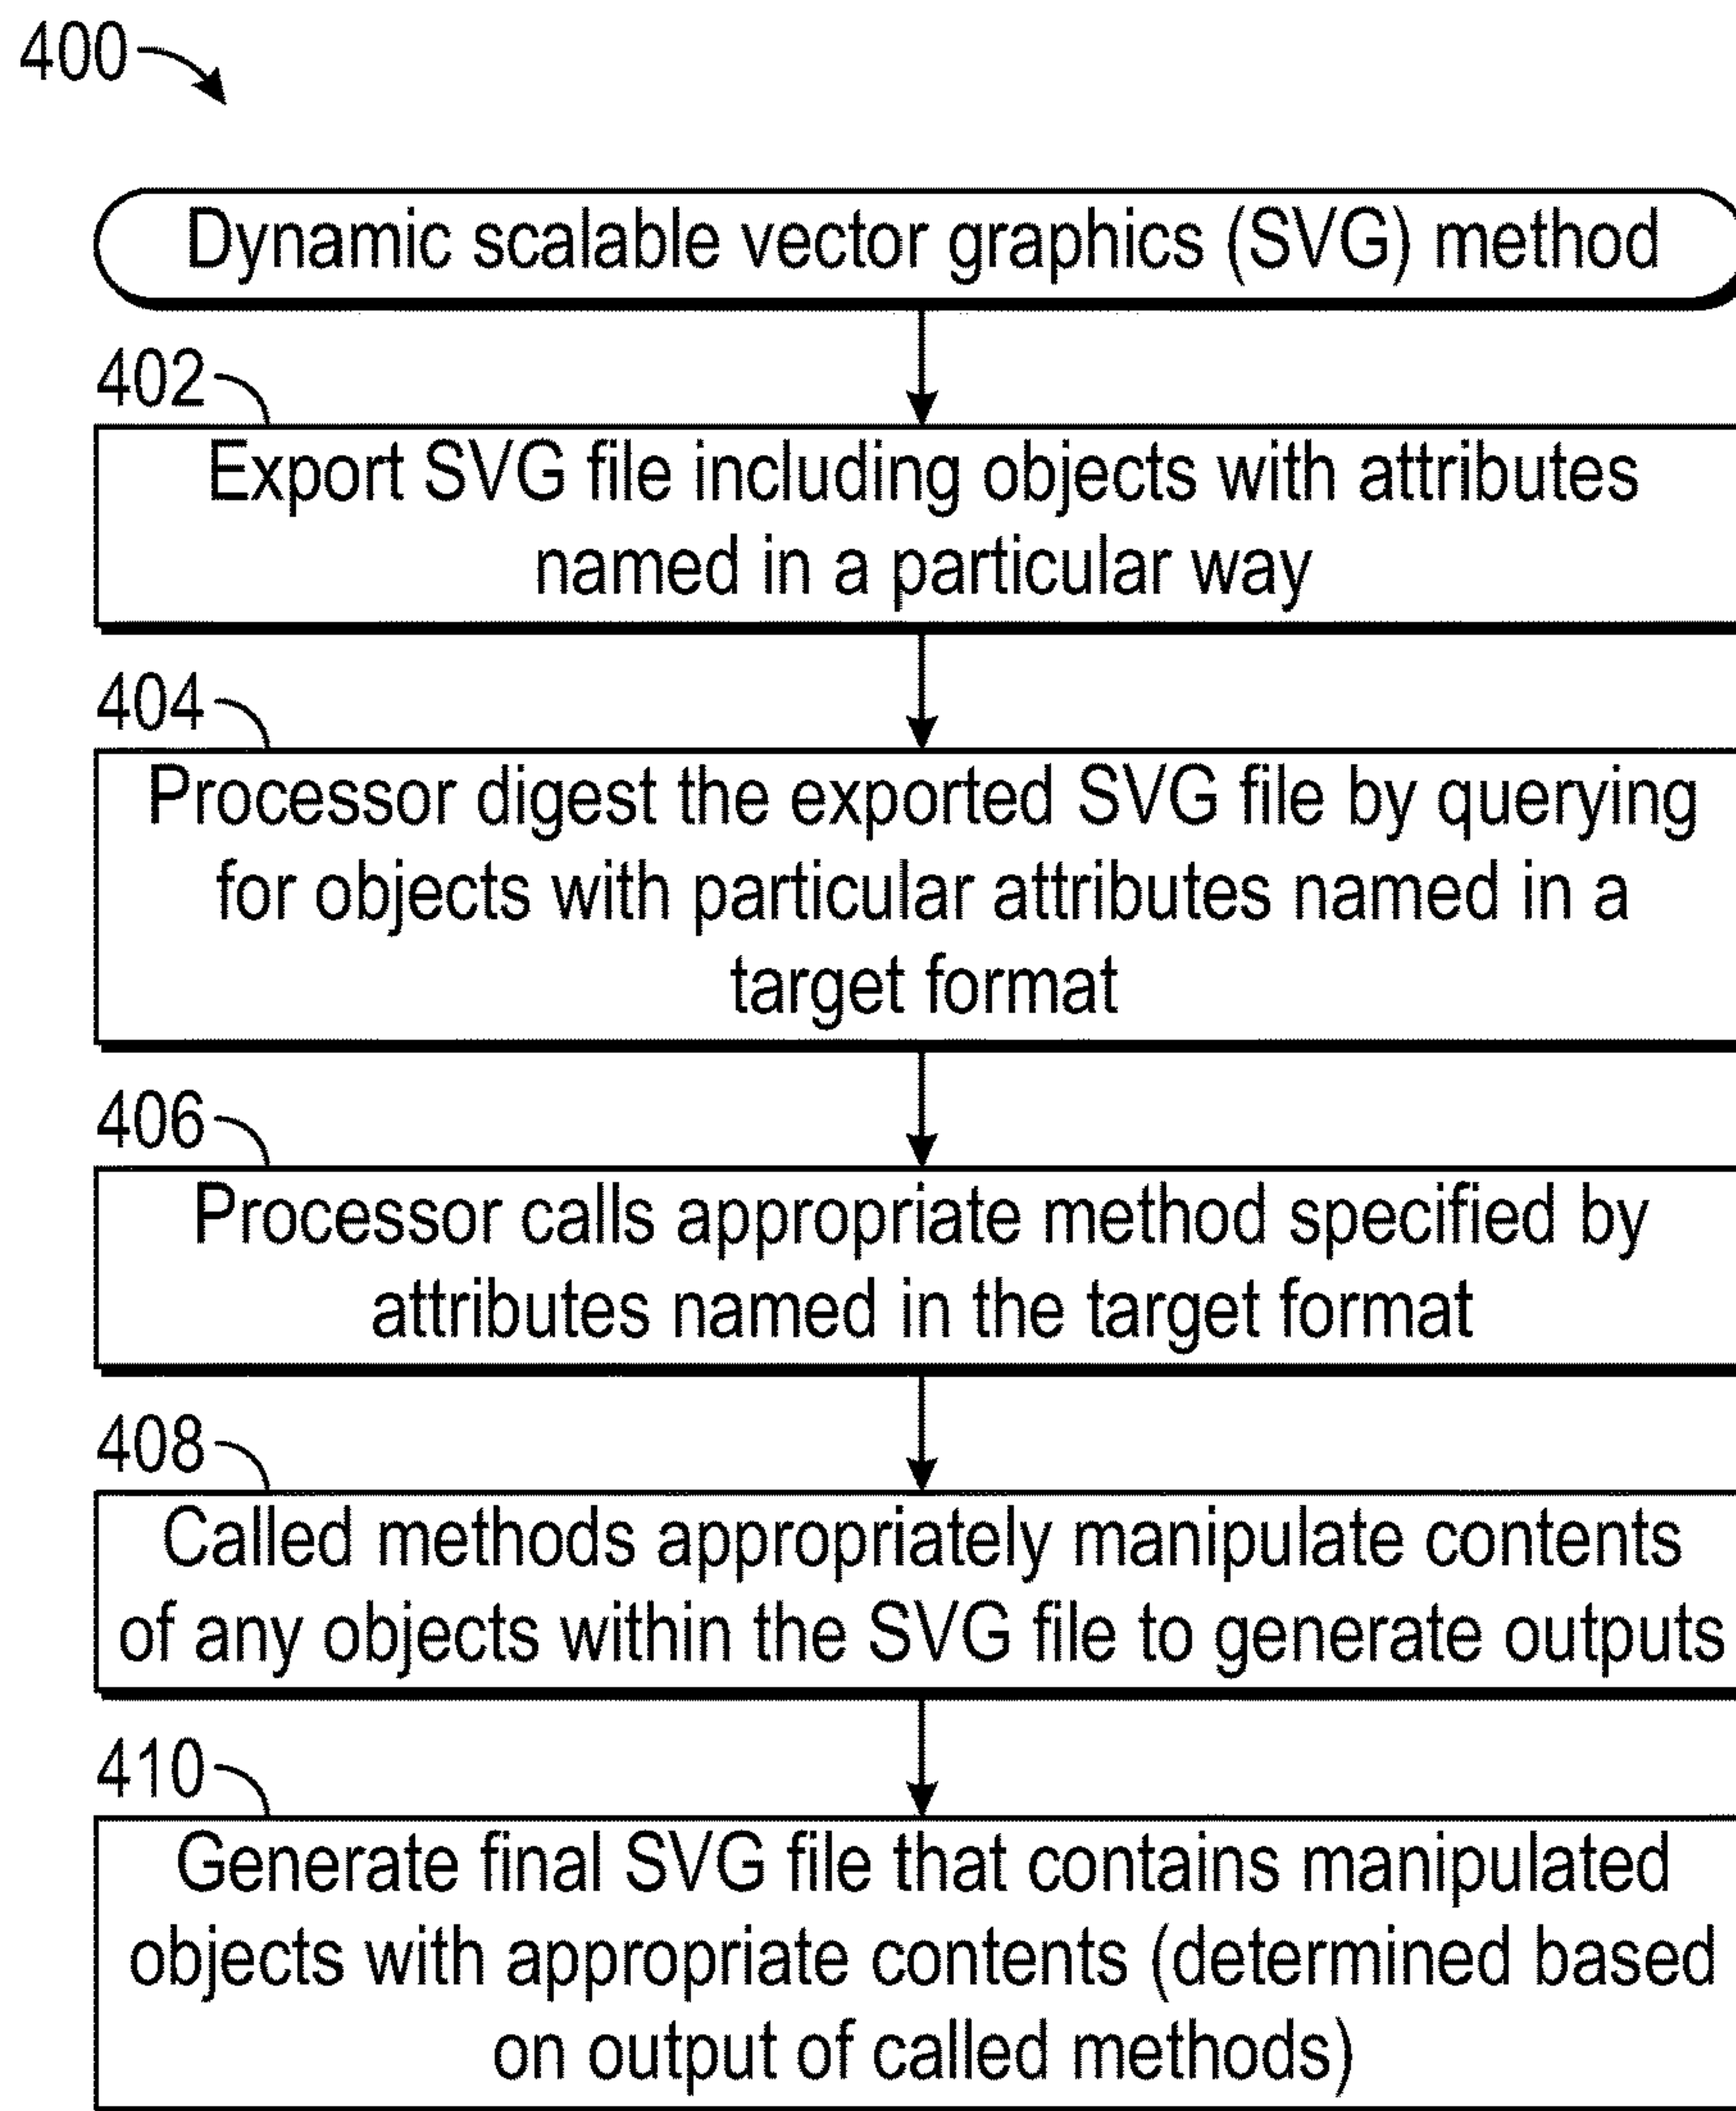 400
Dynamic scalable vector graphics (SVG) method
402
Export SVG file including objects with attributes
named in a particular way
404
Processor digest the exported SVG file by querying
for objects with particular attributes named in a
target format
406
Processor calls appropriate method specified by
attributes named in the target format
408
Called methods appropriately manipulate contents
of any objects within the SVG file to generate outputs
410
Generate final SVG file that contains manipulated
objects with appropriate contents (determined based
on output of called methods)